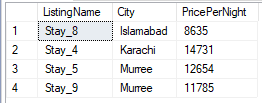 ListingName City PricePerNight
1 Stay_8 Islamabad 8635
2 Stay_4 Karachi 14731
3 Stay_5 Murree 12654
4 Stay_9 Murree 11785